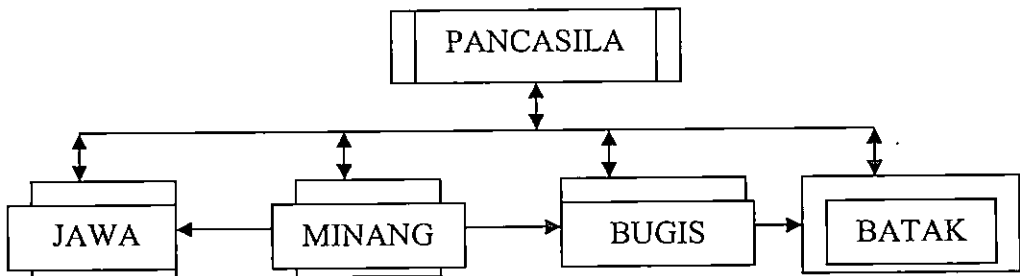 PANCASILA
JAWA
MINANG
BUGIS
BATAK